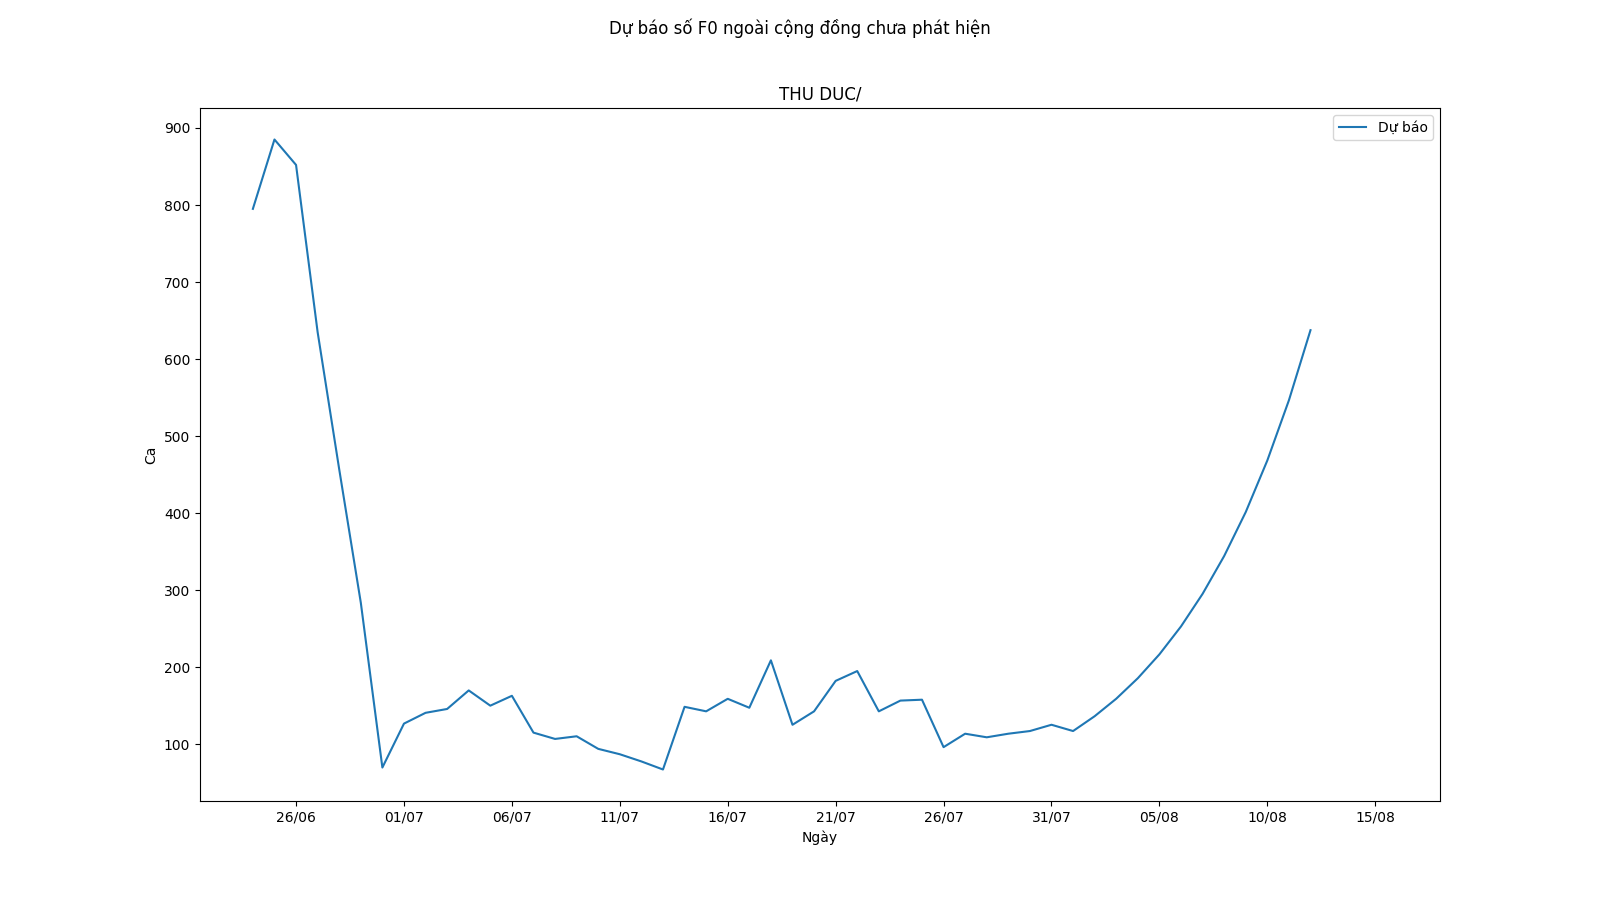 Dự báo số F0 ngoài cộng đồng chưa phát hiện
THU DUC/
Dự báo
Ca
900
800
700
600
500
400
300
200
100
26/06 01/07 06/07 11/07 16/07 21/07 26/07 31/07 05/08 10/08 15/08
Ngày